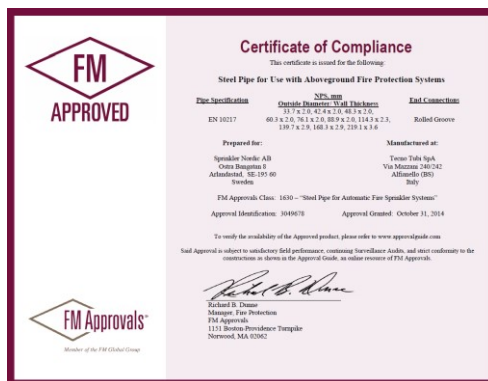 FM
APPROVED
Certificate of Compliance
This certificate is issued for the following:
Steel Pipe for Use with Aboveground Fire Protection Systems
Pipe Specification
NPS, mm
Outside Diameter: Wall Thickness
End Connections
EN 10217
33.7 x 2.0, 42.4 x 2.0, 48.3 x 2.0,
60.3 x 2.0, 76.1 x 2.0, 88.9 x 2.0, 114.3 x 2.3,
139.7 x 2.9, 168.3 x 2.9, 219.1 x 3.6
Rolled Groove
Prepared for:
Sprinkler Nordic AB
Ostra Bangatan 8
Arlandastad, SE-195 60
Sweden
Manufactured at:
Tecno Tubi SpA
Via Mazzini 240/242
Alfianello (BS)
Italy
FM Approvals Class: 1630 – "Steel Pipe for Automatic Fire Sprinkler Systems"
Approval Identification: 3049678 Approval Granted: October 31, 2014
To verify the availability of the Approved product, please refer to www.approvalguide.com
Said Approval is subject to satisfactory field performance, continuing Surveillance Audits, and strict conformity to the
constructions as shown in the Approval Guide, an online resource of FM Approvals.
Richard B. Dunne
Richard B. Dunne
Manager, Fire Protection
FM Approvals
1151 Boston-Providence Turnpike
Norwood, MA 02062
FM Approvals
Member of the FM Global Group